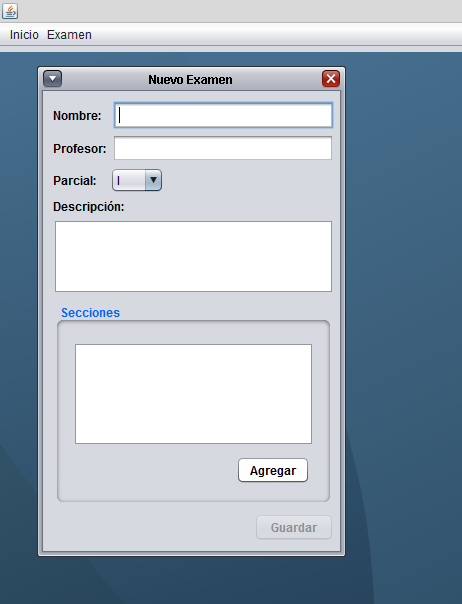 Inicio Examen
Nuevo Examen
Nombre:
Profesor:
Parcial: I
Descripción:
Secciones
Agregar
Guardar